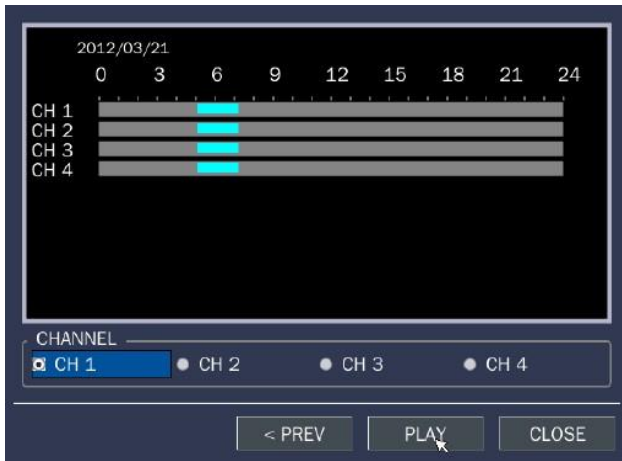 2012/03/21
0 3 6 9 12 15 18 21 24
CH 1
CH 2
CH 3
CH 4
CHANNEL
CH 1 CH 2 CH 3 CH 4
< PREV PLAY CLOSE